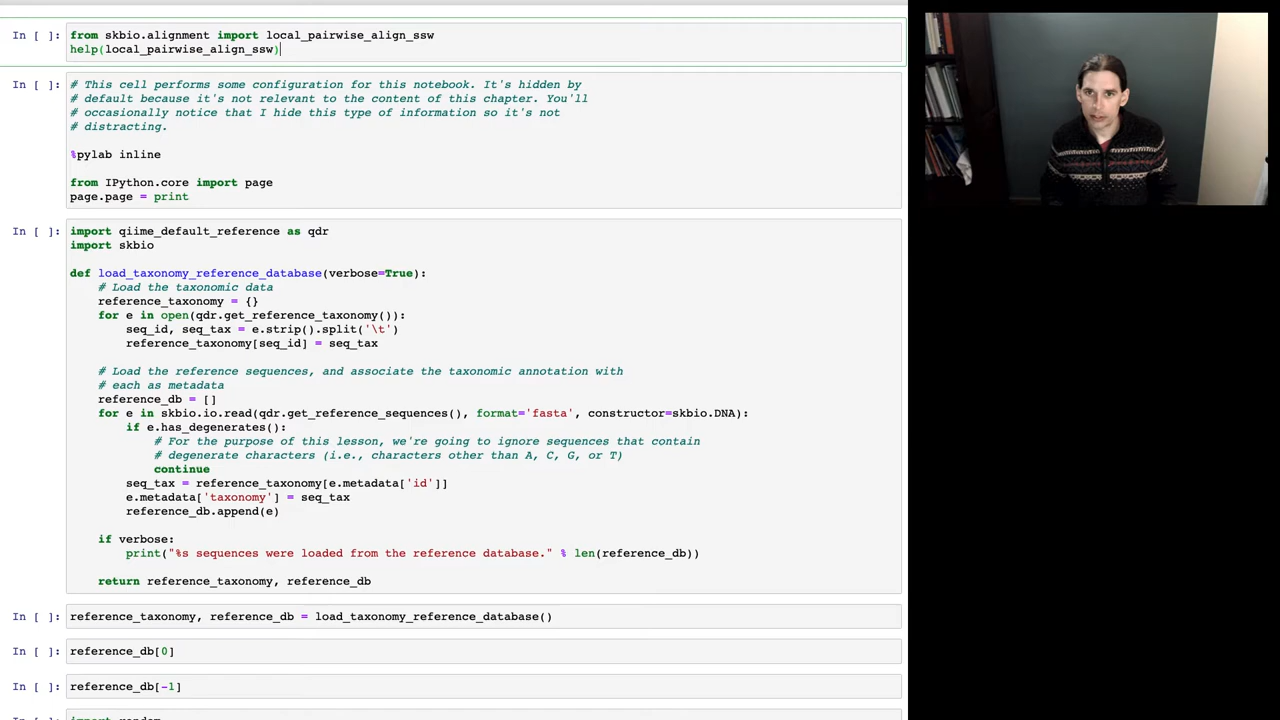 In [ ]: from skbio.alignment import local_pairwise_align_ssw
help(local_pairwise_align_ssw)
In [ ]: # This cell performs some configuration for this notebook. It's hidden by
# default because it's not relevant to the content of this chapter. You'll
# occasionally notice that I hide this type of information so it's not
# distracting.
%pylab inline
from IPython.core import page
page.page = print
In [ ]: import qiime_default_reference as qdr
import skbio
def load_taxonomy_reference_database(verbose=True):
# Load the taxonomic data
reference_taxonomy = {}
for e in open(qdr.get_reference_taxonomy()):
seq_id, seq_tax = e.strip().split('\t')
reference_taxonomy[seq_id] = seq_tax
# Load the reference sequences, and associate the taxonomic annotation with
# each as metadata
reference_db = []
for e in skbio.io.read(qdr.get_reference_sequences(), format='fasta', constructor=skbio.DNA):
if e.has_degenerates():
# For the purpose of this lesson, we're going to ignore sequences that contain
# degenerate characters (i.e., characters other than A, C, G, or T)
continue
seq_tax = reference_taxonomy[e.metadata['id']]
e.metadata['taxonomy'] = seq_tax
reference_db.append(e)
if verbose:
print("%s sequences were loaded from the reference database." % len(reference_db))
return reference_taxonomy, reference_db
In [ ]: reference_taxonomy, reference_db = load_taxonomy_reference_database()
In [ ]: reference_db[0]
In [ ]: reference_db[-1]
In [ ]: import random